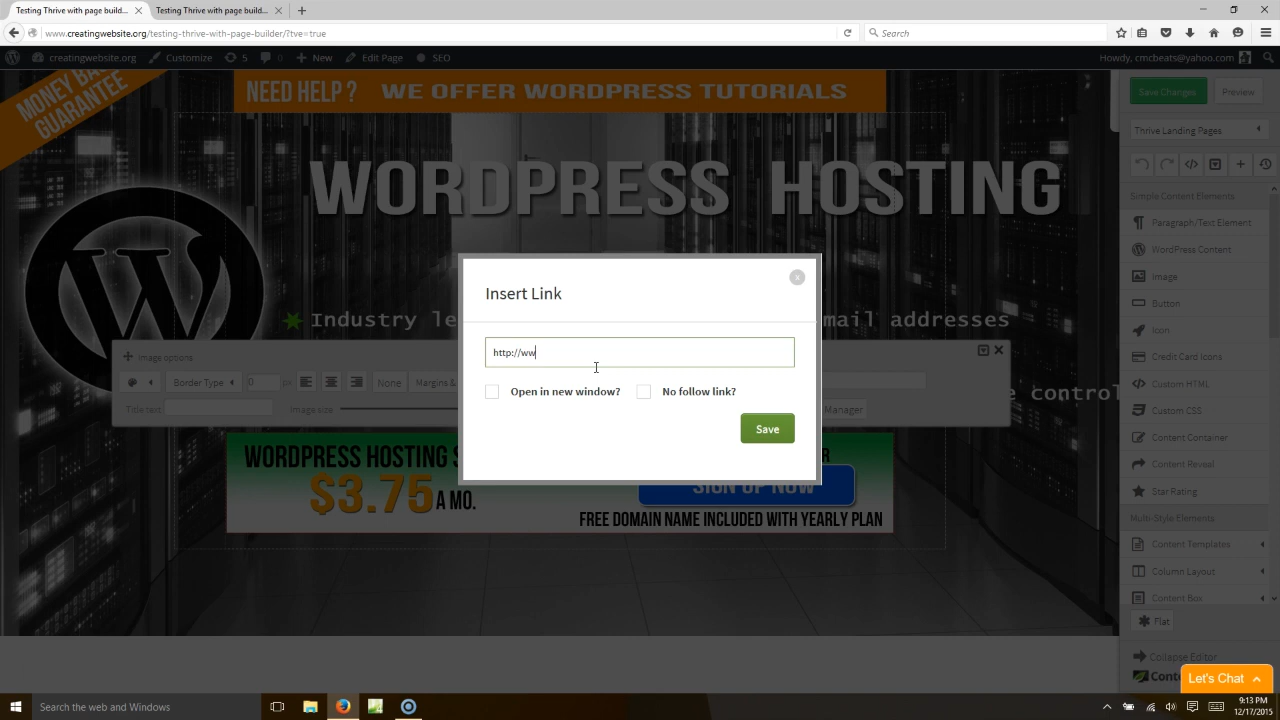 Testing Thrive with page build...
Testing Thrive with page build...
www.creatingwebsite.org/testing-thrive-with-page-builder/?tve=true
Search
creatingwebsite.org
Customize
5
0
New
Edit Page
SEO
Howdy, cmcbeats@yahoo.com
MONEY BACK
GUARANTEE
NEED HELP ? WE OFFER WORDPRESS TUTORIALS
WORDPRESS HOSTING
Industry le
mail addresses
e control
Image options
Border Type
0
px
None
Margins &
Title text
Image size
Manager
Insert Link
x
http://ww
Open in new window?
No follow link?
Save
WORDPRESS HOSTING S
$3.75 A MO.
SIGN UP NOW
FREE DOMAIN NAME INCLUDED WITH YEARLY PLAN
Save Changes
Preview
Thrive Landing Pages
Simple Content Elements
Paragraph/Text Element
WordPress Content
Image
Button
Icon
Credit Card Icons
Custom HTML
Custom CSS
Content Container
Content Reveal
Star Rating
Multi-Style Elements
Content Templates
Column Layout
Content Box
Flat
Collapse Editor
Let's Chat
Search the web and Windows
9:13 PM
12/17/2015